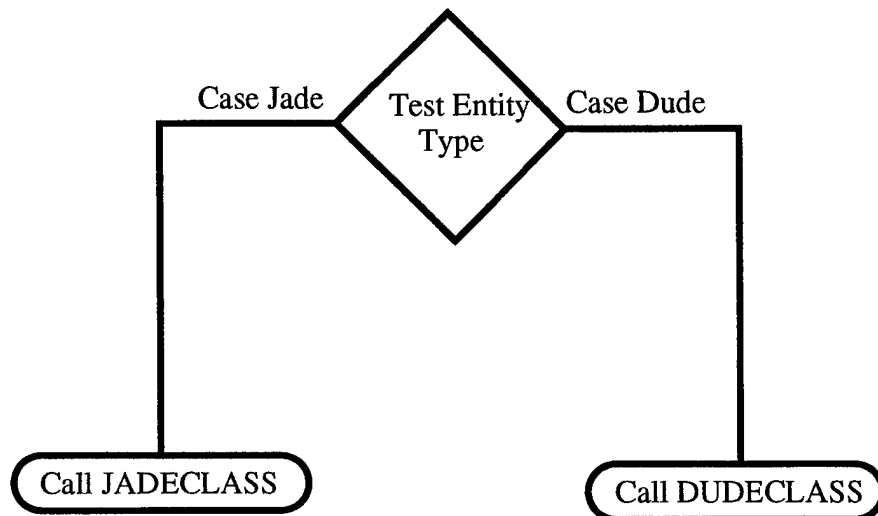 Case Jade
Test Entity
Type
Case Dude
Call JADECLASS
Call DUDECLASS